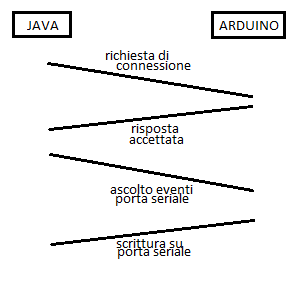 JAVA
ARDUINO
richiesta di
connessione
risposta
accettata
ascolto eventi
porta seriale
scrittura su
porta seriale